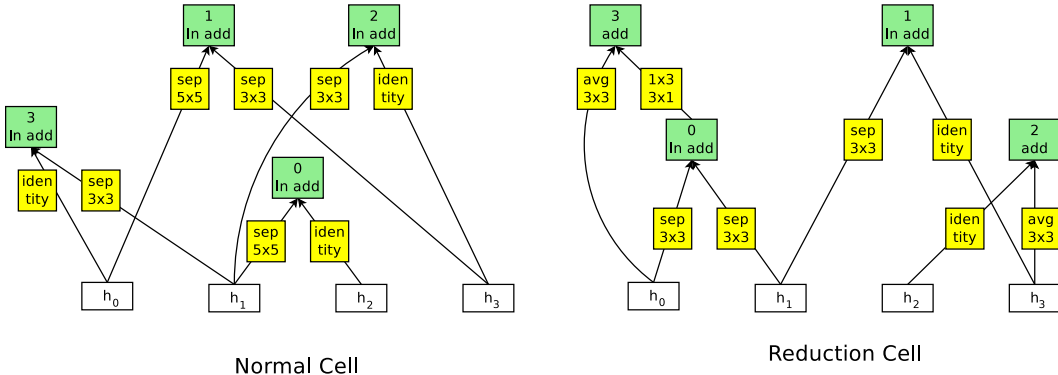 1
In add
2
In add
sep
5x5
sep
3x3
sep
3x3
iden
tity
3
In add
0
In add
iden
tity
sep
3x3
sep
5x5
iden
tity
h0
h1
h2
h3
Normal Cell
3
add
1
In add
avg
3x3
1x3
3x1
0
In add
sep
3x3
iden
tity
2
add
sep
3x3
sep
3x3
iden
tity
avg
3x3
h0
h1
h2
h3
Reduction Cell